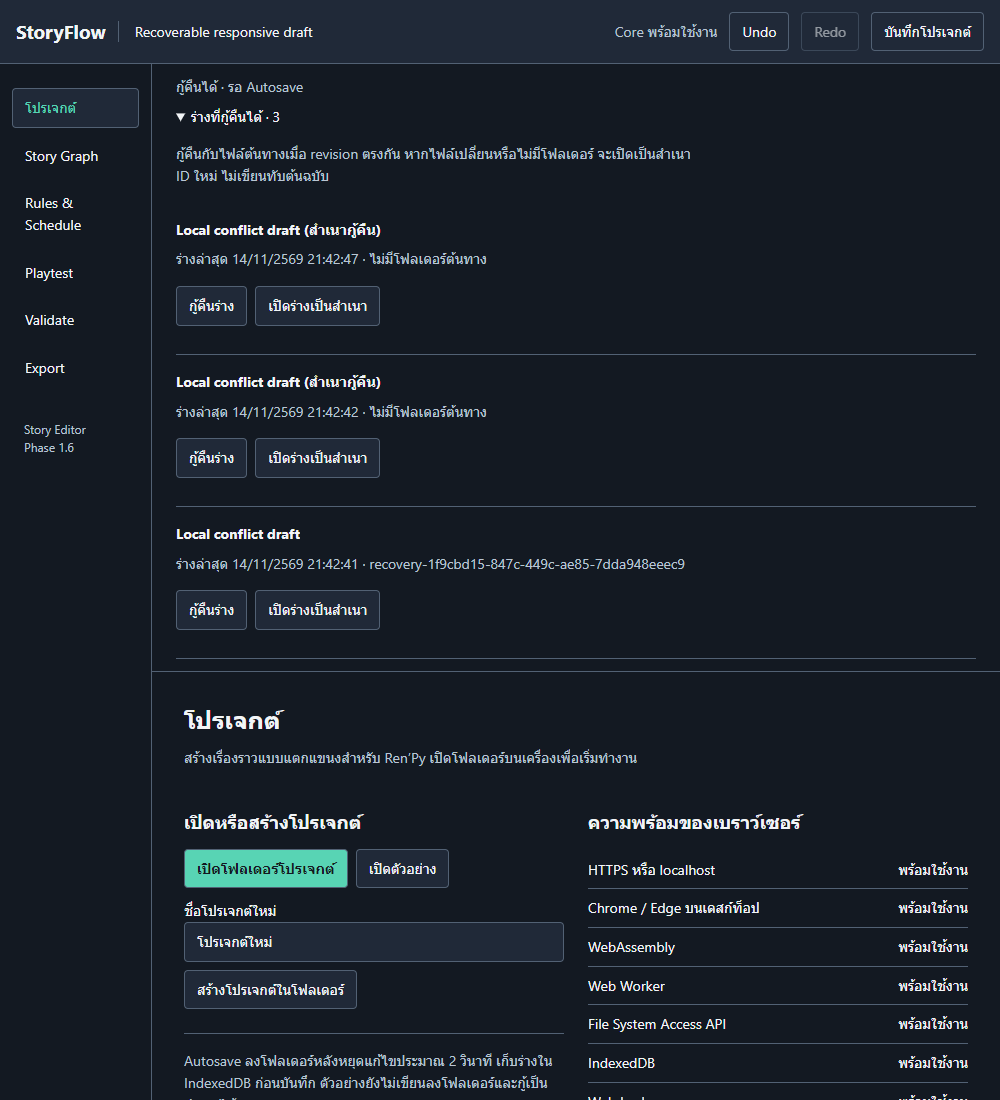 StoryFlow
Recoverable responsive draft
Core พร้อมใช้งาน
Undo
Redo
บันทึกโปรเจกต์
โปรเจกต์
Story Graph
Rules &
Schedule
Playtest
Validate
Export
Story Editor
Phase 1.6
กู้คืนได้ · รอ Autosave
▼ ร่างที่กู้คืนได้ · 3
กู้คืนกับไฟล์ต้นทางเมื่อ revision ตรงกัน หากไฟล์เปลี่ยนหรือไม่มีโฟลเดอร์ จะเปิดเป็นสำเนา
ID ใหม่ ไม่เขียนทับต้นฉบับ
Local conflict draft (สำเนากู้คืน)
ร่างล่าสุด 14/11/2569 21:42:47 · ไม่มีโฟลเดอร์ต้นทาง
กู้คืนร่าง
เปิดร่างเป็นสำเนา
Local conflict draft (สำเนากู้คืน)
ร่างล่าสุด 14/11/2569 21:42:42 · ไม่มีโฟลเดอร์ต้นทาง
กู้คืนร่าง
เปิดร่างเป็นสำเนา
Local conflict draft
ร่างล่าสุด 14/11/2569 21:42:41 · recovery-1f9cbd15-847c-449c-ae85-7dda948eeec9
กู้คืนร่าง
เปิดร่างเป็นสำเนา
โปรเจกต์
สร้างเรื่องราวแบบแตกแขนงสำหรับ Ren’Py เปิดโฟลเดอร์บนเครื่องเพื่อเริ่มทำงาน
เปิดหรือสร้างโปรเจกต์
เปิดโฟลเดอร์โปรเจกต์
เปิดตัวอย่าง
ชื่อโปรเจกต์ใหม่
โปรเจกต์ใหม่
สร้างโปรเจกต์ในโฟลเดอร์
Autosave ลงโฟลเดอร์หลังหยุดแก้ไขประมาณ 2 วินาที เก็บร่างใน
IndexedDB ก่อนบันทึก ตัวอย่างยังไม่เขียนลงโฟลเดอร์และกู้เป็น
ความพร้อมของเบราว์เซอร์
HTTPS หรือ localhost พร้อมใช้งาน
Chrome / Edge บนเดสก์ท็อป พร้อมใช้งาน
WebAssembly พร้อมใช้งาน
Web Worker พร้อมใช้งาน
File System Access API พร้อมใช้งาน
IndexedDB พร้อมใช้งาน